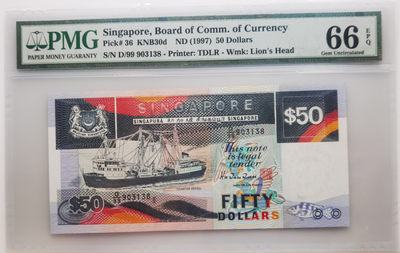 PMG
PAPER MONEY GUARANTY
Singapore, Board of Comm. of Currency
Pick# 36 KNB30d ND (1997) 50 Dollars
S/N D/99 903138 - Printer: TDLR - Wmk: Lion's Head
66 EPQ
Gem Uncirculated
SINGAPORE
SINGAPURA
SINGAPORE
$50
D/99 903138
This note
is legal
tender
$50
D/99 903138
FIFTY
DOLLARS